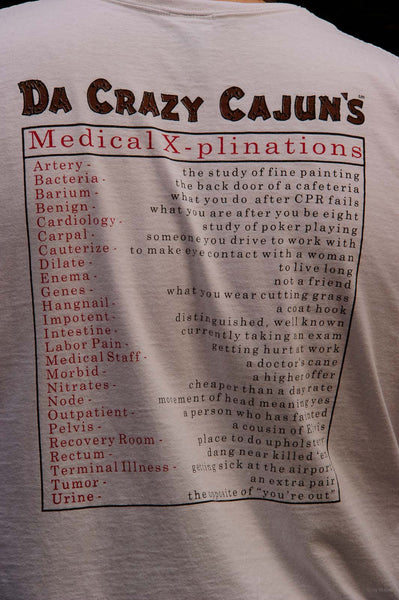 DA CRAZY CAJUN'S
Medical X-plinations
Artery - the study of fine painting
Bacteria - the back door of a cafeteria
Barium - what you do after CPR fails
Benign - what you are after you be eight
Cardiology - study of poker playing
Carpal - someone you drive to work with
Cauterize - to make eye contact with a woman
Dilate - to live long
Enema - not a friend
Genes - what you wear cutting grass
Hangnail - a coat hook
Impotent - distinguished, well known
Intestine - currently taking an exam
Labor Pain - getting hurt at work
Medical Staff - a doctor's cane
Morbid - a higher offer
Nitrates - cheaper than a day rate
Node - movement of head meaning yes
Outpatient - a person who has fainted
Pelvis - a cousin of Elvis
Recovery Room - place to do upholstery
Rectum - dang near killed 'em
Terminal Illness - getting sick at the airport
Tumor - an extra pair
Urine - the opposite of "you're out"